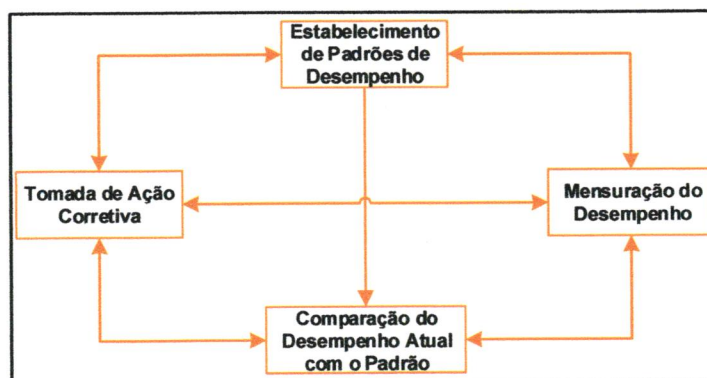 Estabelecimento
de Padrões de
Desempenho
Tomada de Ação
Corretiva
Mensuração do
Desempenho
Comparação do
Desempenho Atual
com o Padrão